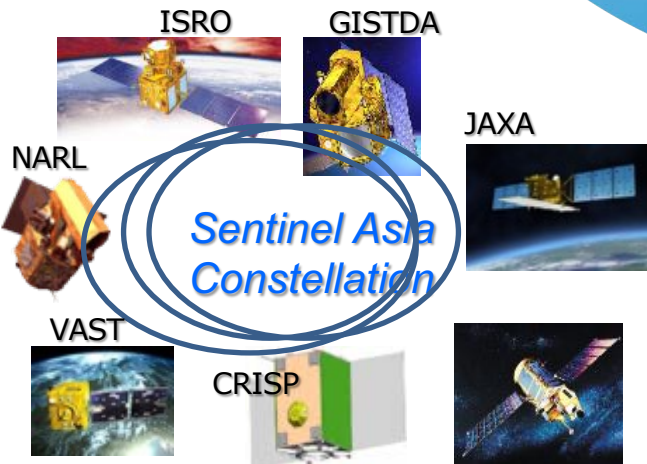 ISRO
GISTDA
JAXA
NARL
Sentinel Asia
Constellation
VAST
CRISP